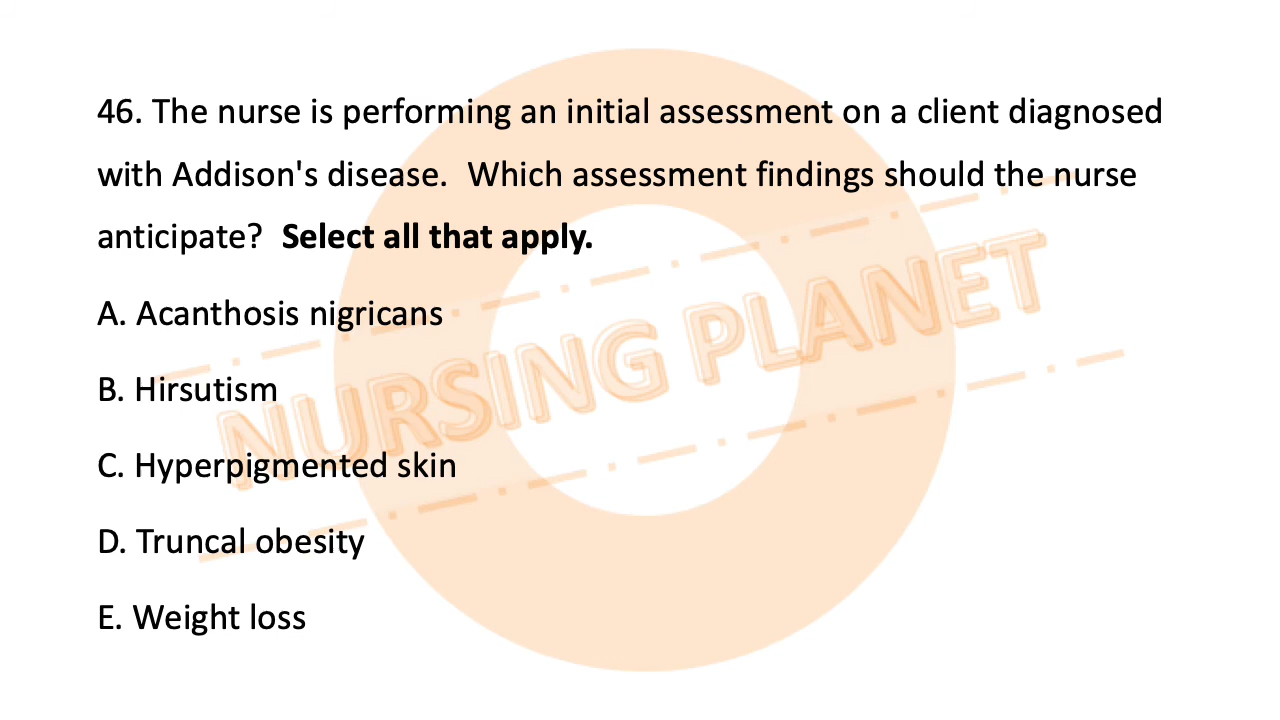 46. The nurse is performing an initial assessment on a client diagnosed
with Addison's disease.  Which assessment findings should the nurse
anticipate?  Select all that apply.
A. Acanthosis nigricans
B. Hirsutism
C. Hyperpigmented skin
D. Truncal obesity
E. Weight loss
NURSING PLANET